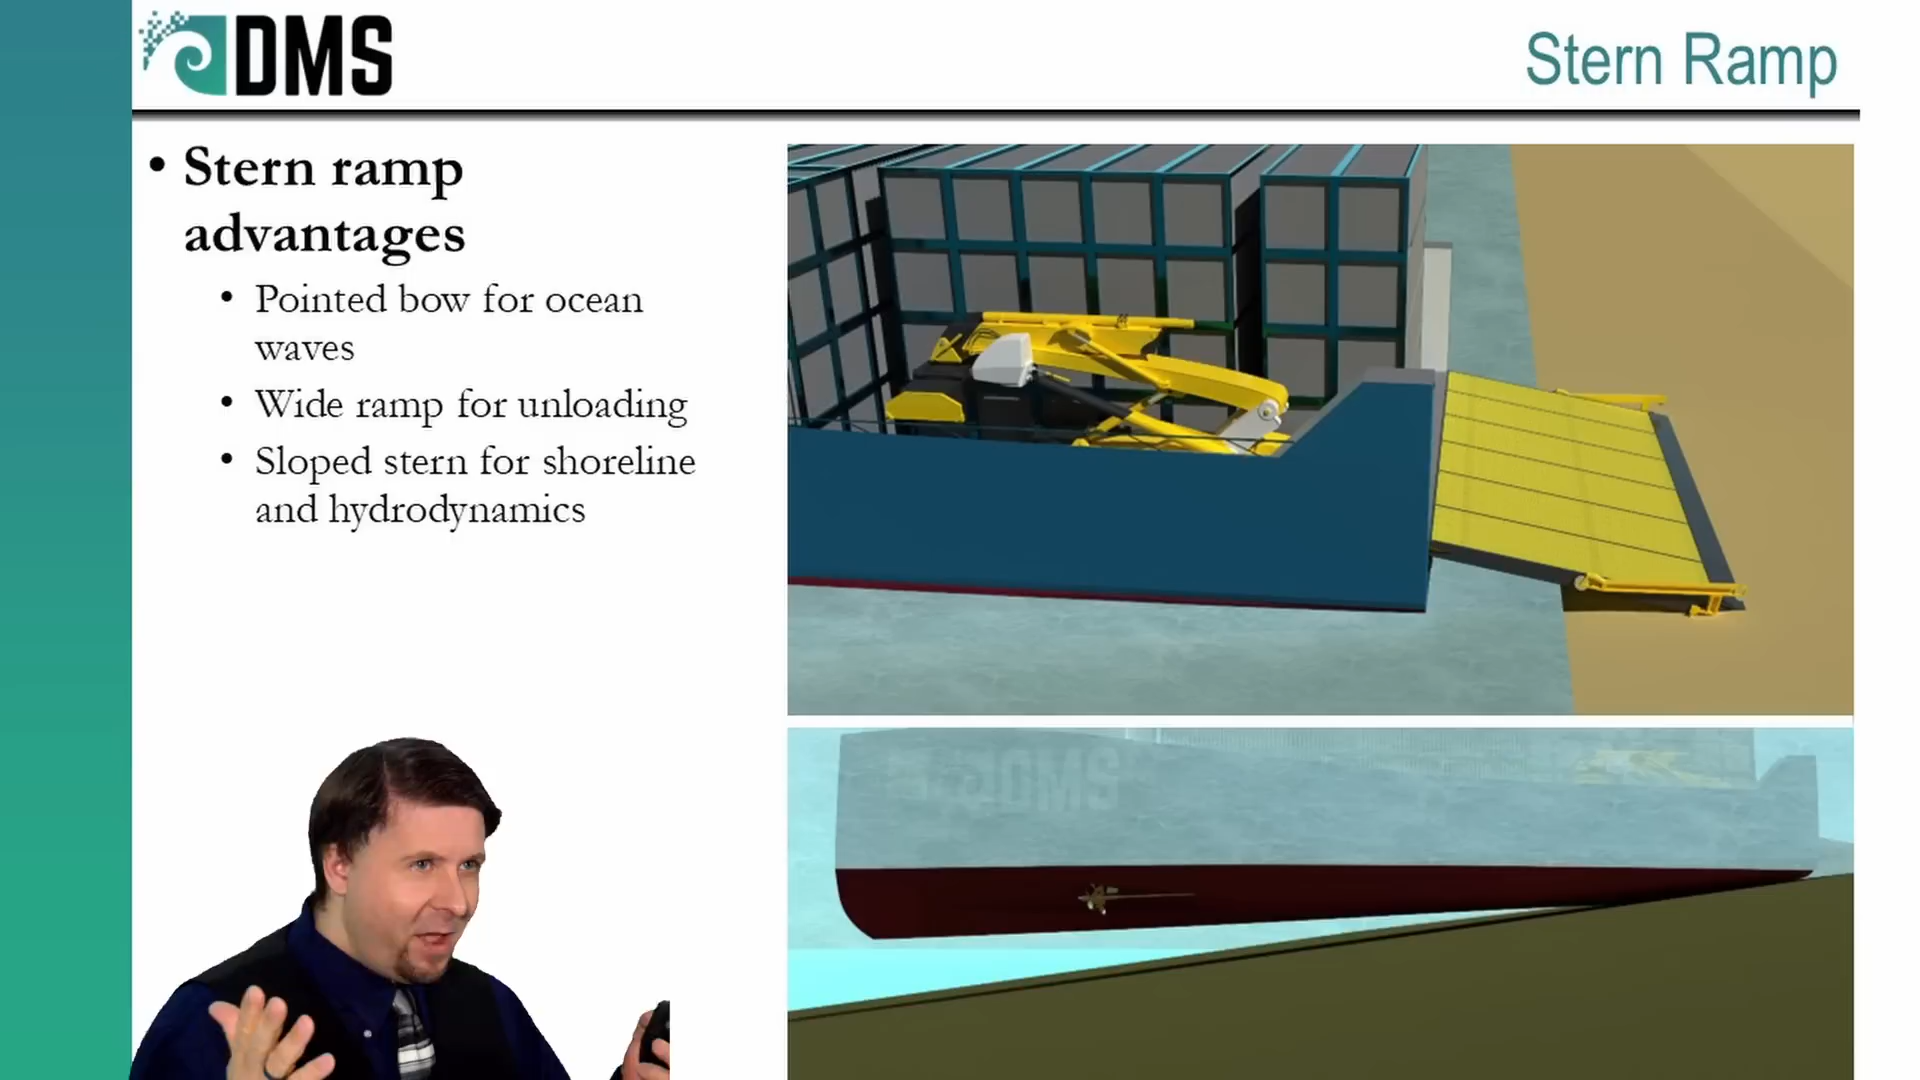 DMS
Stern Ramp
• Stern ramp
advantages
• Pointed bow for ocean
waves
• Wide ramp for unloading
• Sloped stern for shoreline
and hydrodynamics
DMS